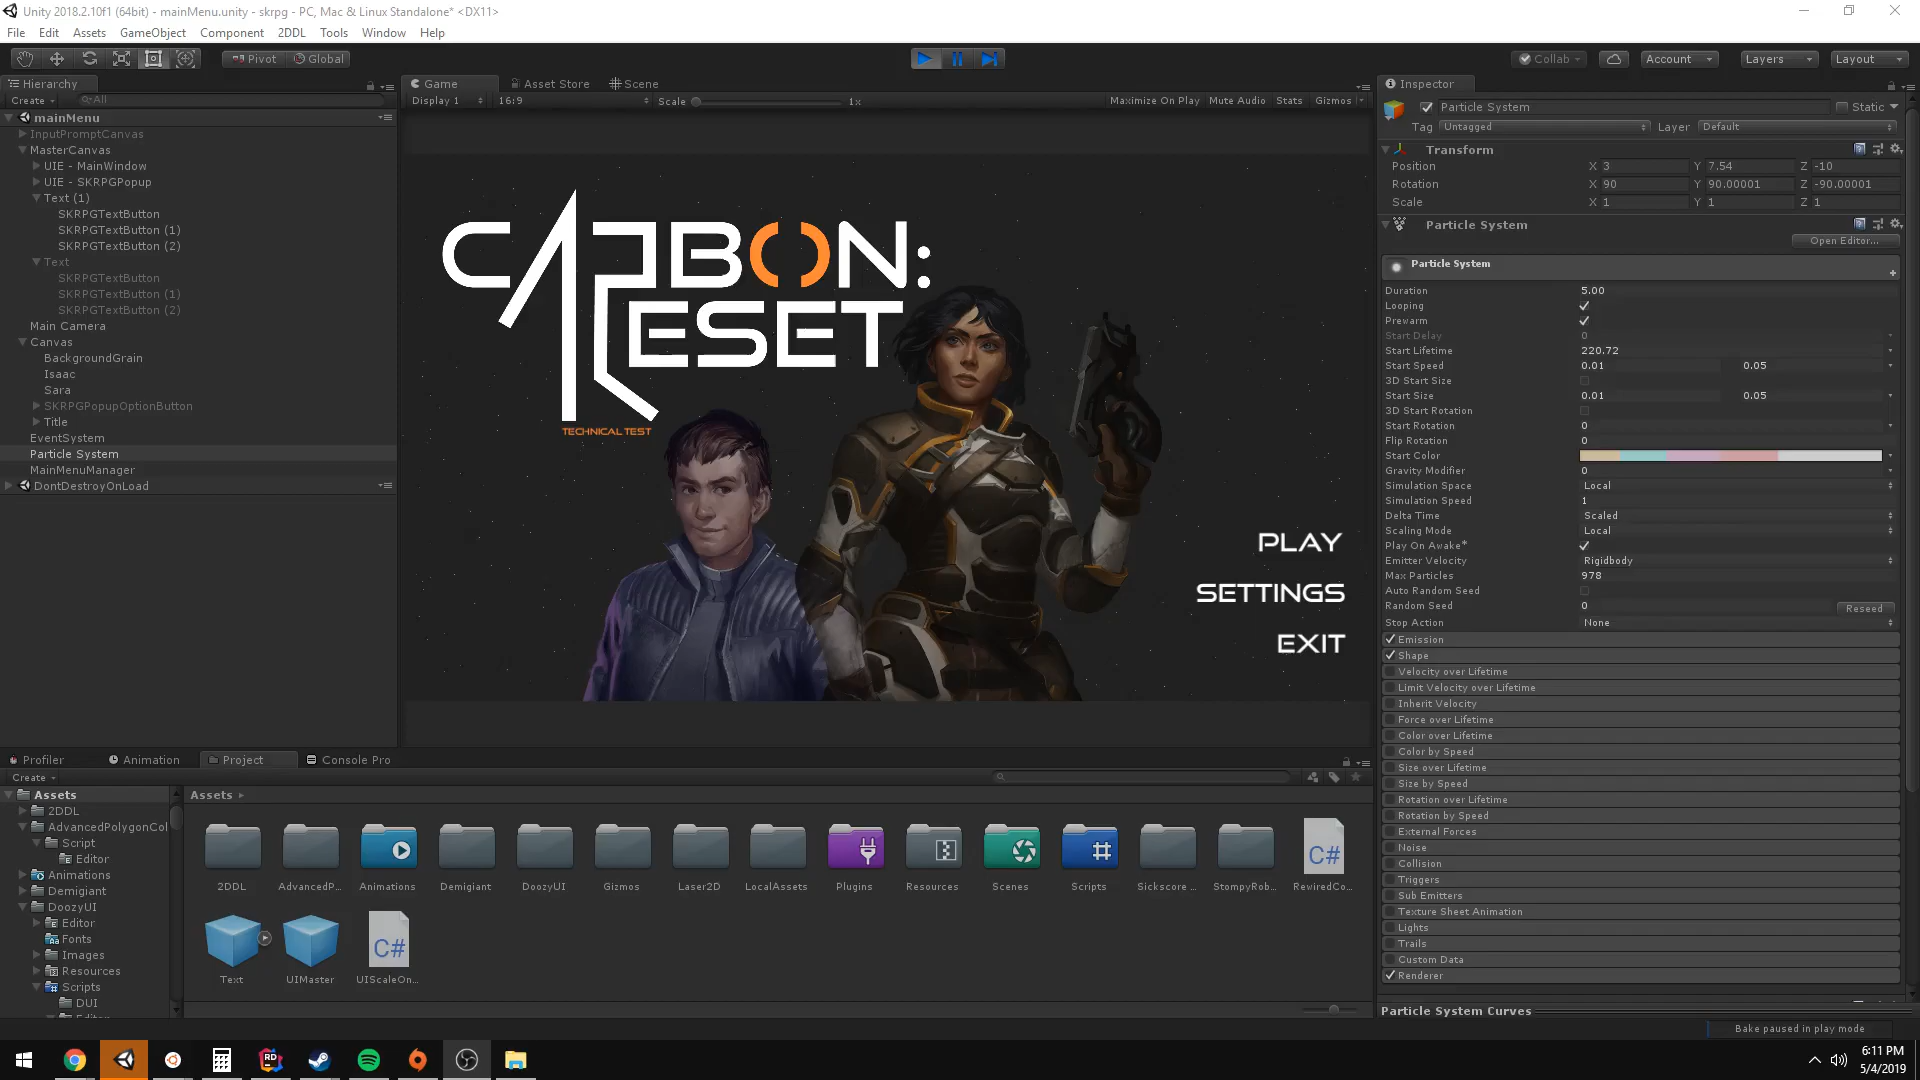 Unity 2018.2.10f1 (64bit) - mainMenu.unity - skrpg - PC, Mac & Linux Standalone* <DX11>
File Edit Assets GameObject Component 2DDL Tools Window Help
Pivot Global Collab Account Layers Layout
Hierarchy
Create All
mainMenu
InputPromptCanvas
MasterCanvas
UIE - MainWindow
UIE - SKRPGPopup
Text (1)
SKRPGTextButton
SKRPGTextButton (1)
SKRPGTextButton (2)
Text
SKRPGTextButton
SKRPGTextButton (1)
SKRPGTextButton (2)
Main Camera
Canvas
BackgroundGrain
Isaac
Sara
SKRPGPopupOptionButton
Title
EventSystem
Particle System
MainMenuManager
DontDestroyOnLoad
Game Asset Store Scene
Display 1 16:9 Scale 1x Maximize On Play Mute Audio Stats Gizmos
CARBON:
RESET
TECHNICAL TEST
PLAY
SETTINGS
EXIT
Inspector
Particle System Static
Tag Untagged Layer Default
Transform
Position X 3 Y 7.54 Z -10
Rotation X 90 Y 90.00001 Z -90.00001
Scale X 1 Y 1 Z 1
Particle System
Open Editor...
Particle System
Duration 5.00
Looping
Prewarm
Start Delay 0
Start Lifetime 220.72
Start Speed 0.01 0.05
3D Start Size
Start Size 0.01 0.05
3D Start Rotation
Start Rotation 0
Flip Rotation 0
Start Color
Gravity Modifier 0
Simulation Space Local
Simulation Speed 1
Delta Time Scaled
Scaling Mode Local
Play On Awake*
Emitter Velocity Rigidbody
Max Particles 978
Auto Random Seed
Random Seed 0 Reseed
Stop Action None
Emission
Shape
Velocity over Lifetime
Limit Velocity over Lifetime
Inherit Velocity
Force over Lifetime
Color over Lifetime
Color by Speed
Size over Lifetime
Size by Speed
Rotation over Lifetime
Rotation by Speed
External Forces
Noise
Collision
Triggers
Sub Emitters
Texture Sheet Animation
Lights
Trails
Custom Data
Renderer
Particle System Curves
Bake paused in play mode
Profiler Animation Project Console Pro
Create
Assets
2DDL
AdvancedPolygonCol
Script
Editor
Animations
Demigiant
DoozyUI
Editor
Fonts
Images
Resources
Scripts
DUI
Editor
Assets
2DDL AdvancedP... Animations Demigiant DoozyUI Gizmos Laser2D LocalAssets Plugins Resources Scenes Scripts Sickscore ... StompyRob... C# RewiredCo...
Text UIMaster C# UIScaleOn...
RD
6:11 PM
5/4/2019